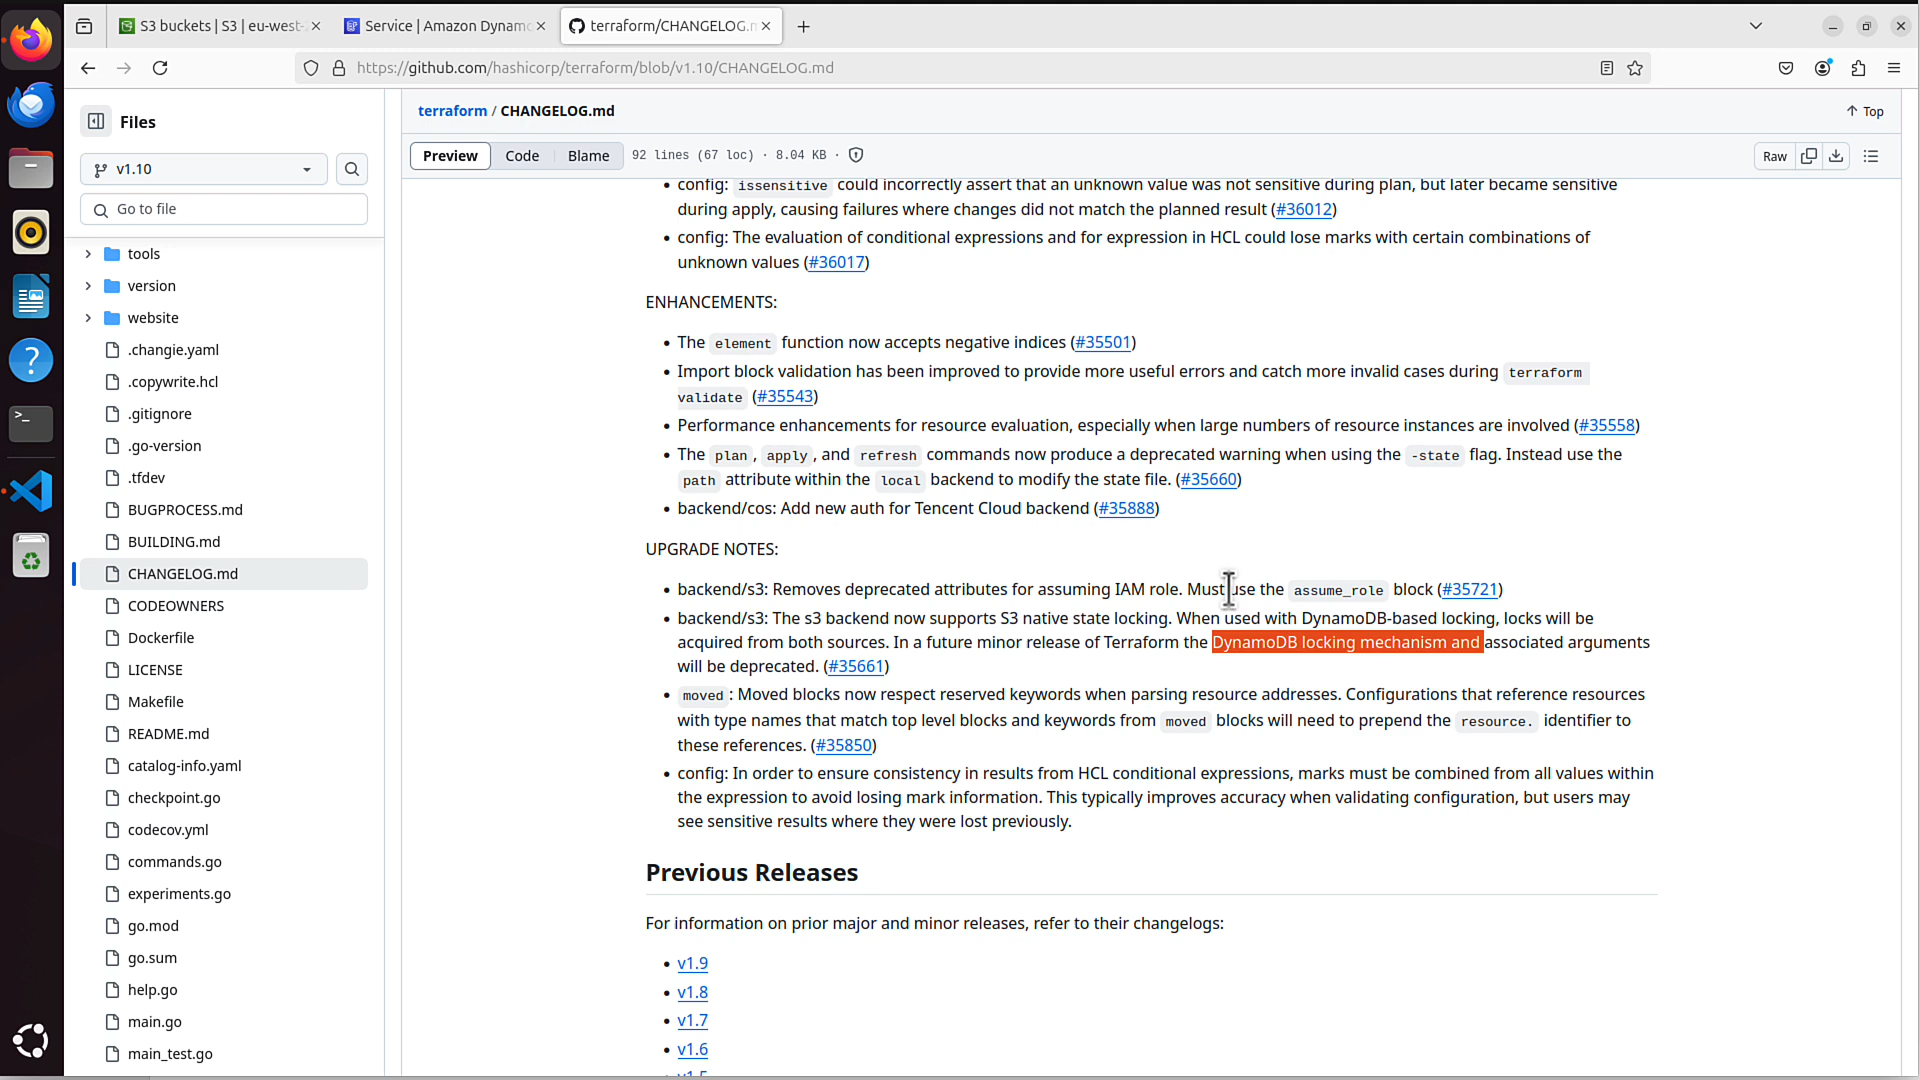 S3 buckets | S3 | eu-west-
Service | Amazon Dynamo
terraform/CHANGELOG.m
https://github.com/hashicorp/terraform/blob/v1.10/CHANGELOG.md
Files
v1.10
Go to file
tools
version
website
.changie.yaml
.copywrite.hcl
.gitignore
.go-version
.tfdev
BUGPROCESS.md
BUILDING.md
CHANGELOG.md
CODEOWNERS
Dockerfile
LICENSE
Makefile
README.md
catalog-info.yaml
checkpoint.go
codecov.yml
commands.go
experiments.go
go.mod
go.sum
help.go
main.go
main_test.go
terraform / CHANGELOG.md
Top
Preview Code Blame 92 lines (67 loc) · 8.04 KB ·
Raw
• config: issensitive could incorrectly assert that an unknown value was not sensitive during plan, but later became sensitive
during apply, causing failures where changes did not match the planned result (#36012)
• config: The evaluation of conditional expressions and for expression in HCL could lose marks with certain combinations of
unknown values (#36017)
ENHANCEMENTS:
• The element function now accepts negative indices (#35501)
• Import block validation has been improved to provide more useful errors and catch more invalid cases during terraform
validate (#35543)
• Performance enhancements for resource evaluation, especially when large numbers of resource instances are involved (#35558)
• The plan, apply, and refresh commands now produce a deprecated warning when using the -state flag. Instead use the
path attribute within the local backend to modify the state file. (#35660)
• backend/cos: Add new auth for Tencent Cloud backend (#35888)
UPGRADE NOTES:
• backend/s3: Removes deprecated attributes for assuming IAM role. Must use the assume_role block (#35721)
• backend/s3: The s3 backend now supports S3 native state locking. When used with DynamoDB-based locking, locks will be
acquired from both sources. In a future minor release of Terraform the DynamoDB locking mechanism and associated arguments
will be deprecated. (#35661)
• moved: Moved blocks now respect reserved keywords when parsing resource addresses. Configurations that reference resources
with type names that match top level blocks and keywords from moved blocks will need to prepend the resource. identifier to
these references. (#35850)
• config: In order to ensure consistency in results from HCL conditional expressions, marks must be combined from all values within
the expression to avoid losing mark information. This typically improves accuracy when validating configuration, but users may
see sensitive results where they were lost previously.
Previous Releases
For information on prior major and minor releases, refer to their changelogs:
• v1.9
• v1.8
• v1.7
• v1.6